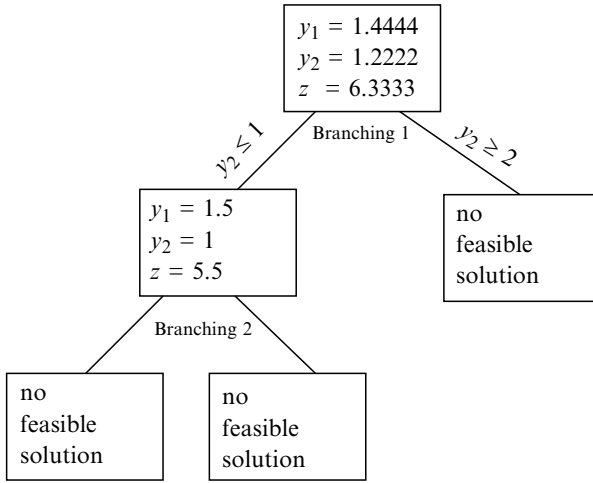 y₁ = 1.4444
y₂ = 1.2222
z = 6.3333
y₂ ≤ 1
Branching 1
y₂ ≥ 2
y₁ = 1.5
y₂ = 1
z = 5.5
no
feasible
solution
Branching 2
no
feasible
solution
no
feasible
solution